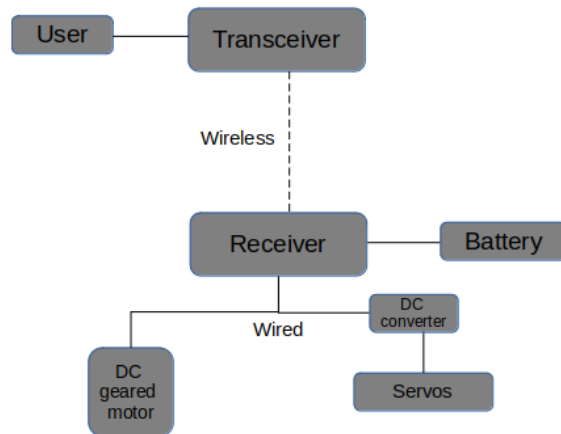 User
Transceiver
Wireless
Receiver
Battery
DC
converter
Wired
DC
geared
motor
Servos